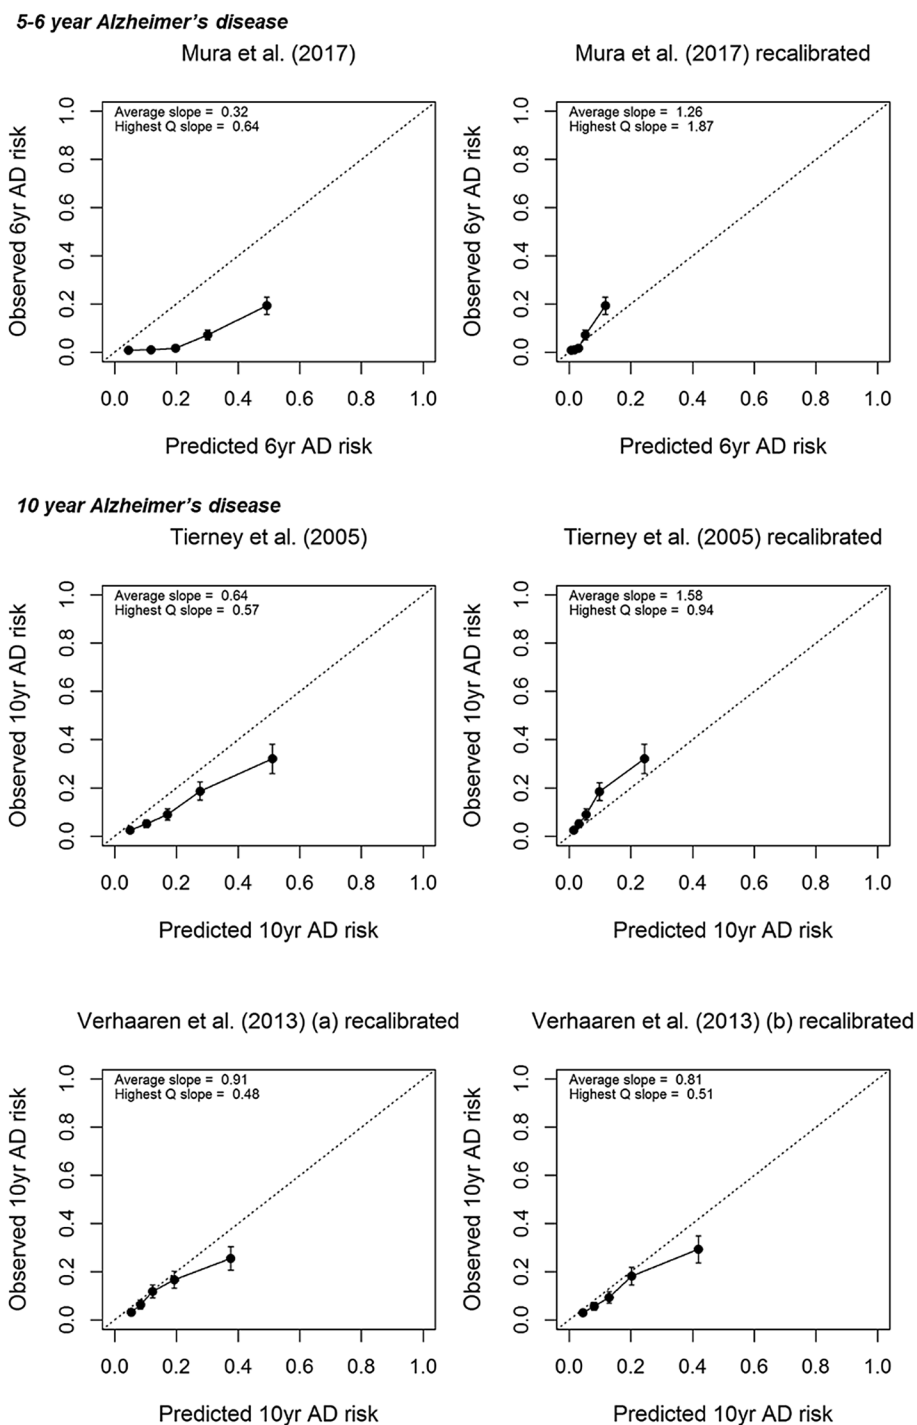 5-6 year Alzheimer's disease
Mura et al. (2017)
Average slope = 0.32
Highest Q slope = 0.64
Observed 6yr AD risk
0.0 0.2 0.4 0.6 0.8 1.0
0.0 0.2 0.4 0.6 0.8 1.0
Predicted 6yr AD risk
Mura et al. (2017) recalibrated
Average slope = 1.26
Highest Q slope = 1.87
Observed 6yr AD risk
0.0 0.2 0.4 0.6 0.8 1.0
0.0 0.2 0.4 0.6 0.8 1.0
Predicted 6yr AD risk
10 year Alzheimer's disease
Tierney et al. (2005)
Average slope = 0.64
Highest Q slope = 0.57
Observed 10yr AD risk
0.0 0.2 0.4 0.6 0.8 1.0
0.0 0.2 0.4 0.6 0.8 1.0
Predicted 10yr AD risk
Tierney et al. (2005) recalibrated
Average slope = 1.58
Highest Q slope = 0.94
Observed 10yr AD risk
0.0 0.2 0.4 0.6 0.8 1.0
0.0 0.2 0.4 0.6 0.8 1.0
Predicted 10yr AD risk
Verhaaren et al. (2013) (a) recalibrated
Average slope = 0.91
Highest Q slope = 0.48
Observed 10yr AD risk
0.0 0.2 0.4 0.6 0.8 1.0
0.0 0.2 0.4 0.6 0.8 1.0
Predicted 10yr AD risk
Verhaaren et al. (2013) (b) recalibrated
Average slope = 0.81
Highest Q slope = 0.51
Observed 10yr AD risk
0.0 0.2 0.4 0.6 0.8 1.0
0.0 0.2 0.4 0.6 0.8 1.0
Predicted 10yr AD risk